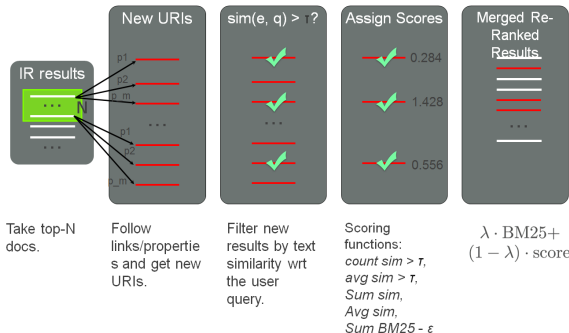 New URIs
sim(e, q) > τ?
Assign Scores
Merged Re-
Ranked
Results
IR results
N
• • •
• • •
p1
p2
p_m
• • •
p1
p2
p_m
• • •
0.284
1.428
0.556
• • •
Take top-N
docs.
Follow
links/propertie
s and get new
URIs.
Filter new
results by text
similarity wrt
the user
query.
Scoring
functions:
count sim > τ,
avg sim > τ,
Sum sim,
Avg sim,
Sum BM25 - ε
λ · BM25+
(1 − λ) · score